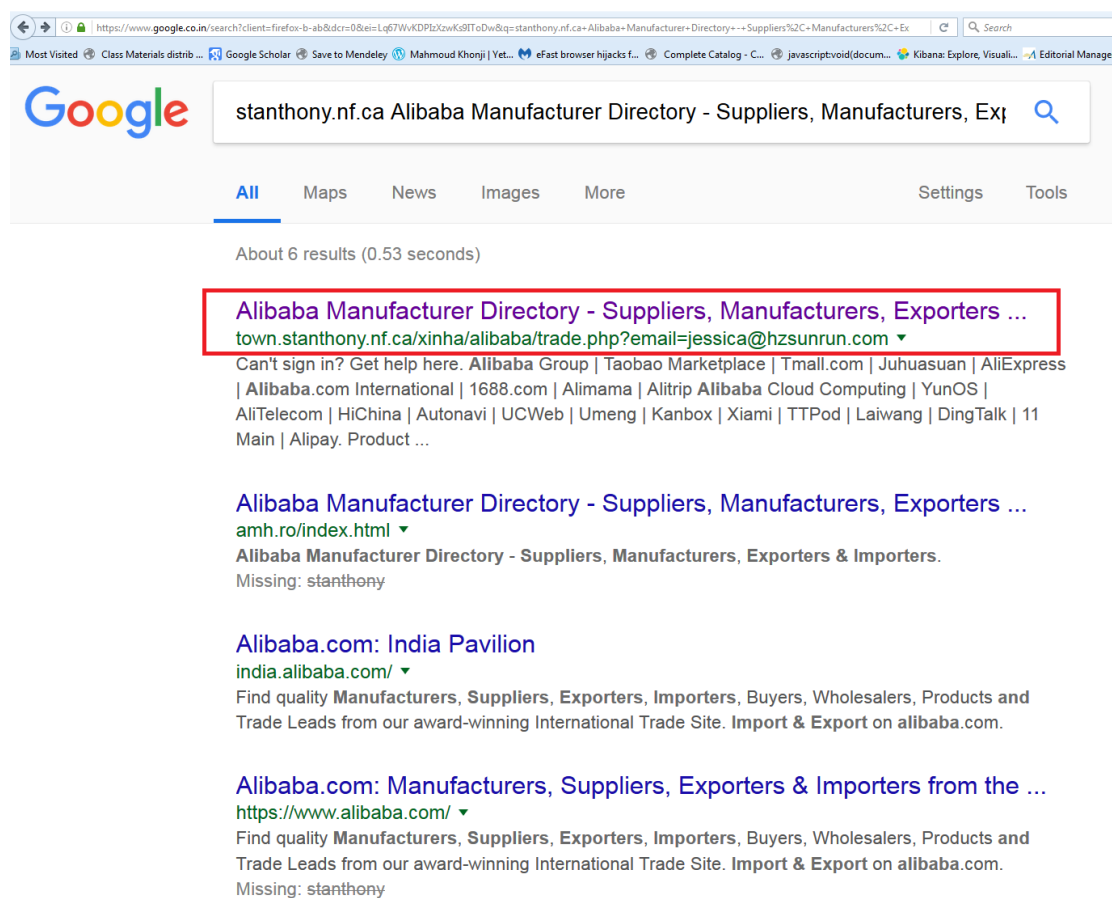 https://www.google.co.in/search?client=firefox-b-ab&dcr=0&ei=Lq67WvKDPIzXzwKs9IToDw&q=stanthony.nf.ca+Alibaba+Manufacturer+Directory+-+Suppliers%2C+Manufacturers%2C+Ex
Search
Most Visited Class Materials distrib ... Google Scholar Save to Mendeley Mahmoud Khonji | Yet... eFast browser hijacks f... Complete Catalog - C... javascript:void(docum... Kibana: Explore, Visuali... Editorial Manage
Google
stanthony.nf.ca Alibaba Manufacturer Directory - Suppliers, Manufacturers, Exp
All Maps News Images More Settings Tools
About 6 results (0.53 seconds)
Alibaba Manufacturer Directory - Suppliers, Manufacturers, Exporters ...
town.stanthony.nf.ca/xinha/alibaba/trade.php?email=jessica@hzsunrun.com
Can't sign in? Get help here. Alibaba Group | Taobao Marketplace | Tmall.com | Juhuasuan | AliExpress
| Alibaba.com International | 1688.com | Alimama | Alitrip Alibaba Cloud Computing | YunOS |
AliTelecom | HiChina | Autonavi | UCWeb | Umeng | Kanbox | Xiami | TTPod | Laiwang | DingTalk | 11
Main | Alipay. Product ...
Alibaba Manufacturer Directory - Suppliers, Manufacturers, Exporters ...
amh.ro/index.html
Alibaba Manufacturer Directory - Suppliers, Manufacturers, Exporters & Importers.
Missing: stanthony
Alibaba.com: India Pavilion
india.alibaba.com/
Find quality Manufacturers, Suppliers, Exporters, Importers, Buyers, Wholesalers, Products and
Trade Leads from our award-winning International Trade Site. Import & Export on alibaba.com.
Alibaba.com: Manufacturers, Suppliers, Exporters & Importers from the ...
https://www.alibaba.com/
Find quality Manufacturers, Suppliers, Exporters, Importers, Buyers, Wholesalers, Products and
Trade Leads from our award-winning International Trade Site. Import & Export on alibaba.com.
Missing: stanthony